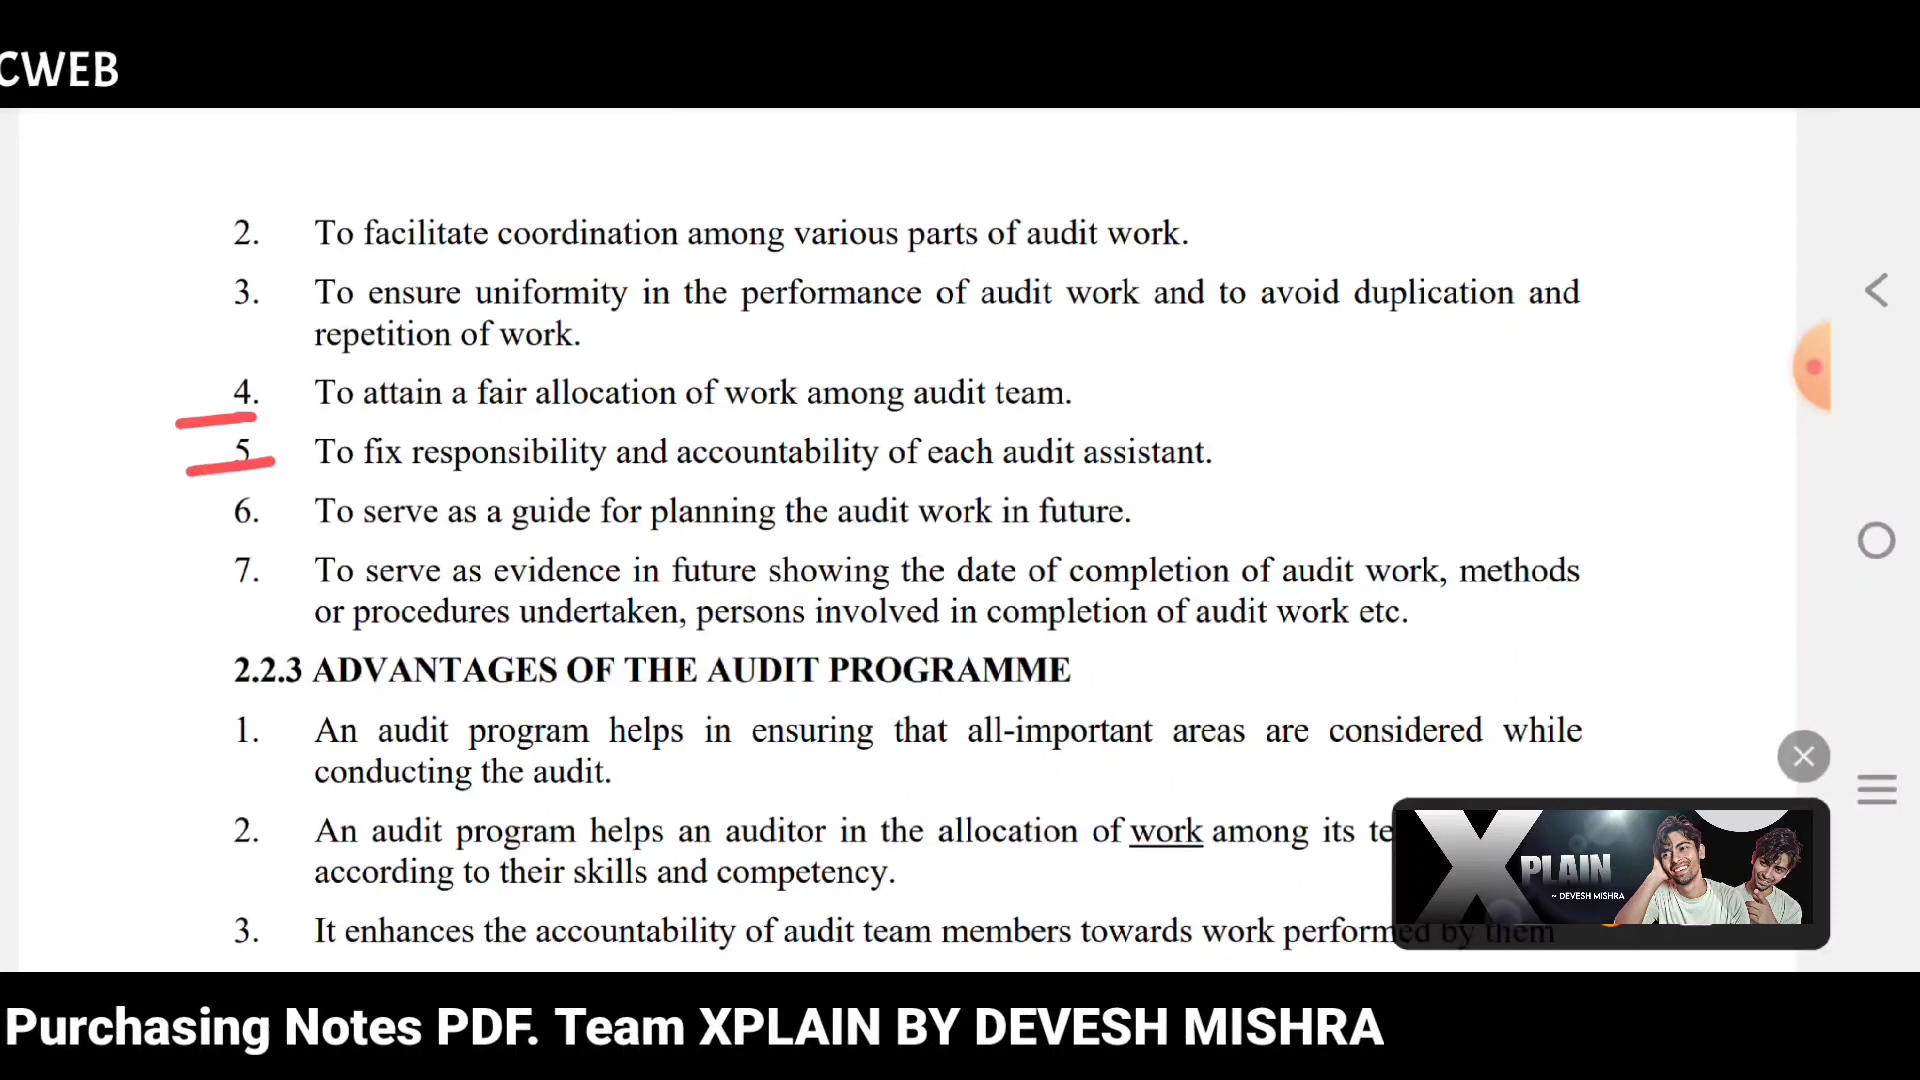 CWEB
2. To facilitate coordination among various parts of audit work.
3. To ensure uniformity in the performance of audit work and to avoid duplication and
repetition of work.
4. To attain a fair allocation of work among audit team.
5 To fix responsibility and accountability of each audit assistant.
6. To serve as a guide for planning the audit work in future.
7. To serve as evidence in future showing the date of completion of audit work, methods
or procedures undertaken, persons involved in completion of audit work etc.
2.2.3 ADVANTAGES OF THE AUDIT PROGRAMME
1. An audit program helps in ensuring that all-important areas are considered while
conducting the audit.
2. An audit program helps an auditor in the allocation of work among its te
according to their skills and competency.
3. It enhances the accountability of audit team members towards work performed by them
XPLAIN
~ DEVESH MISHRA
Purchasing Notes PDF. Team XPLAIN BY DEVESH MISHRA